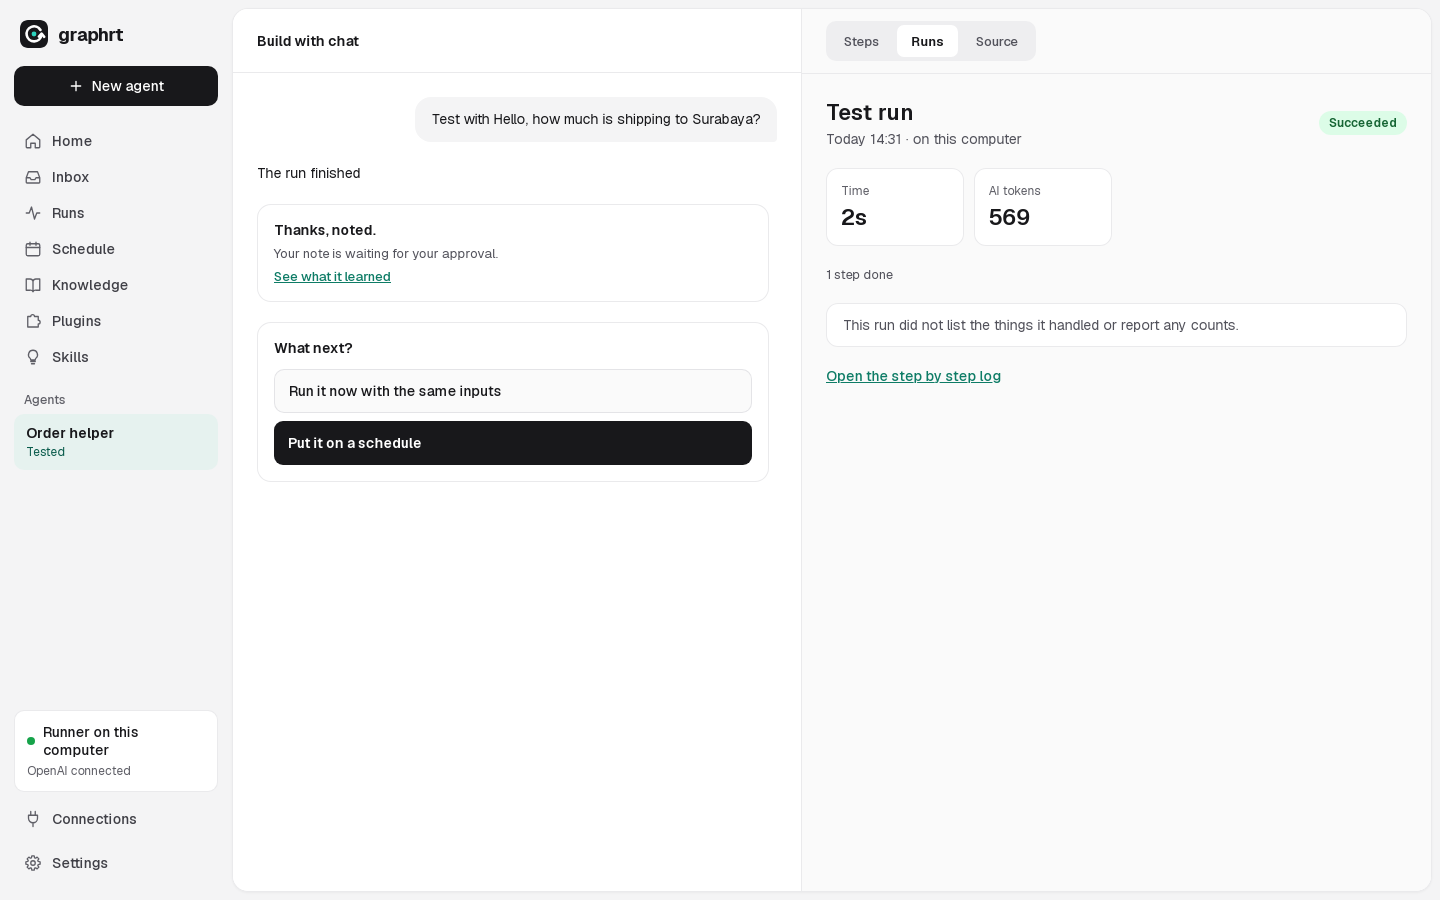 graphrt
New agent
Home
Inbox
Runs
Schedule
Knowledge
Plugins
Skills
Agents
Order helper
Tested
Runner on this
computer
OpenAI connected
Connections
Settings
Build with chat
Test with Hello, how much is shipping to Surabaya?
The run finished
Thanks, noted.
Your note is waiting for your approval.
See what it learned
What next?
Run it now with the same inputs
Put it on a schedule
Steps
Runs
Source
Test run
Succeeded
Today 14:31 · on this computer
Time
2s
AI tokens
569
1 step done
This run did not list the things it handled or report any counts.
Open the step by step log